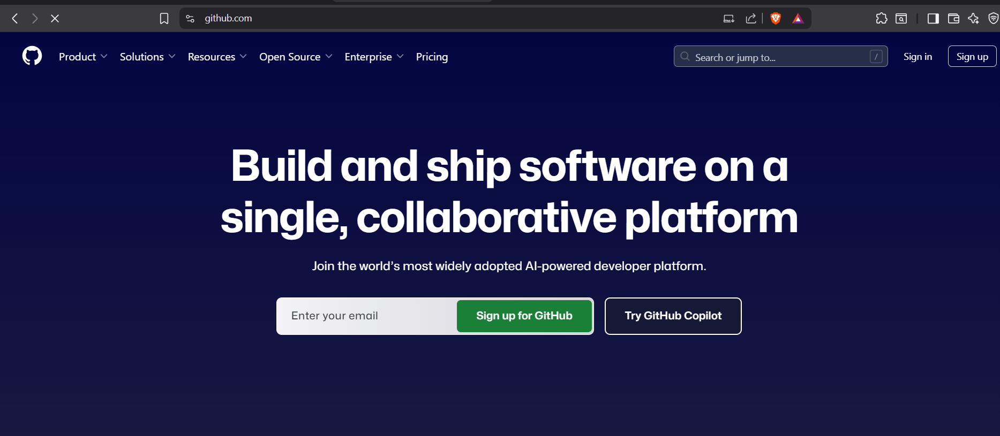 github.com
Product Solutions Resources Open Source Enterprise Pricing Search or jump to... / Sign in Sign up
Build and ship software on a
single, collaborative platform
Join the world’s most widely adopted AI-powered developer platform.
Enter your email Sign up for GitHub Try GitHub Copilot